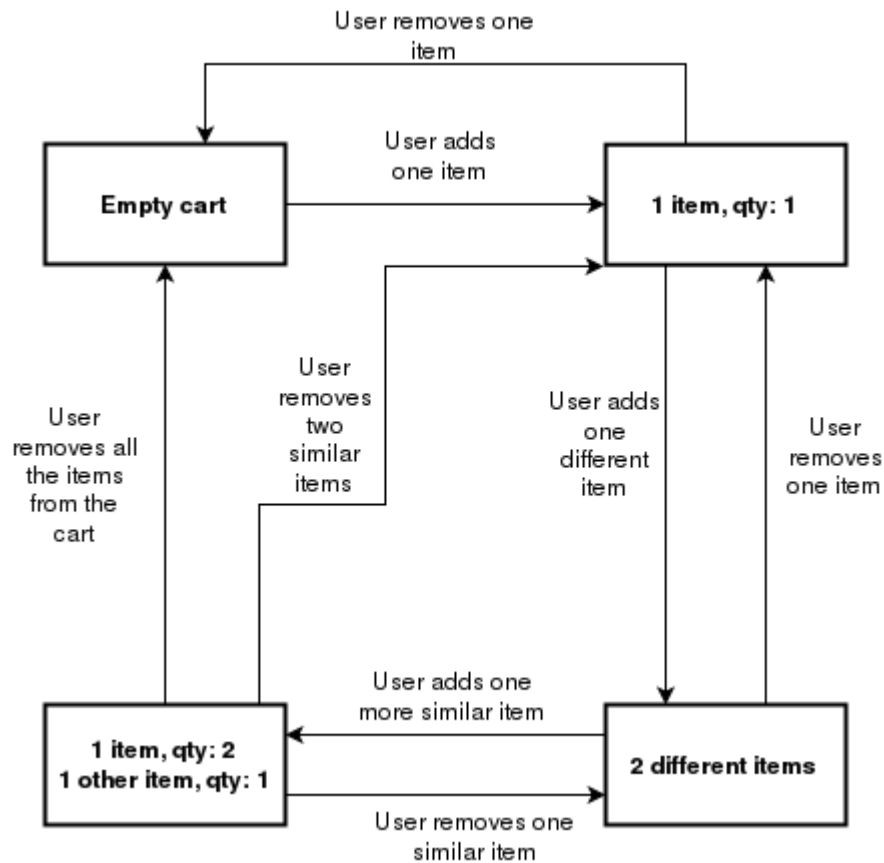 User removes one
item
User adds
one item
Empty cart
1 item, qty: 1
User
removes
two
similar
items
User
removes all
the items
from the
cart
User adds
one
different
item
User
removes
one item
User adds one
more similar item
1 item, qty: 2
1 other item, qty: 1
2 different items
User removes one
similar item